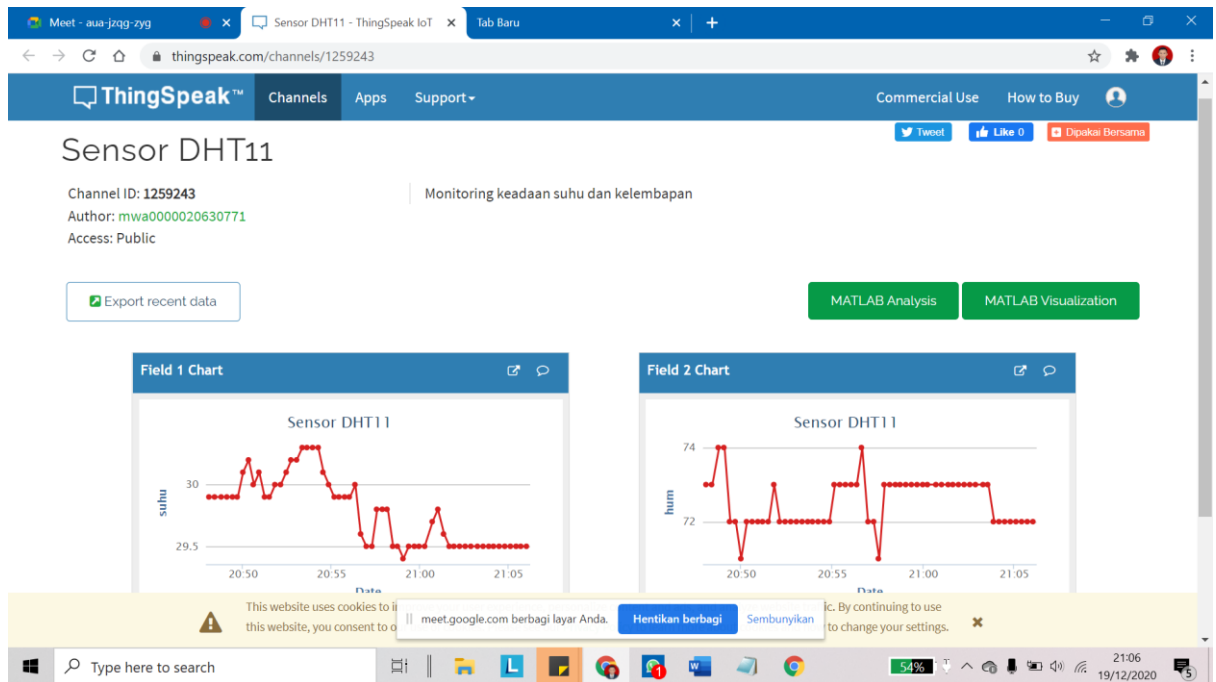 Meet - aua-jzqg-zyg
Sensor DHT11 - ThingSpeak IoT
Tab Baru
thingspeak.com/channels/1259243
ThingSpeak™ Channels Apps Support Commercial Use How to Buy
Tweet Like 0 Dipakai Bersama
Sensor DHT11
Channel ID: 1259243
Author: mwa0000020630771
Access: Public
Monitoring keadaan suhu dan kelembapan
Export recent data
MATLAB Analysis MATLAB Visualization
Field 1 Chart
Sensor DHT11
suhu
30
29.5
20:50 20:55 21:00 21:05
Date
Field 2 Chart
Sensor DHT11
hum
74
72
20:50 20:55 21:00 21:05
Date
This website uses cookies to i
this website, you consent to
ic. By continuing to use
to change your settings.
meet.google.com berbagi layar Anda. Hentikan berbagi Sembunyikan
Type here to search
54%
21:06
19/12/2020
5